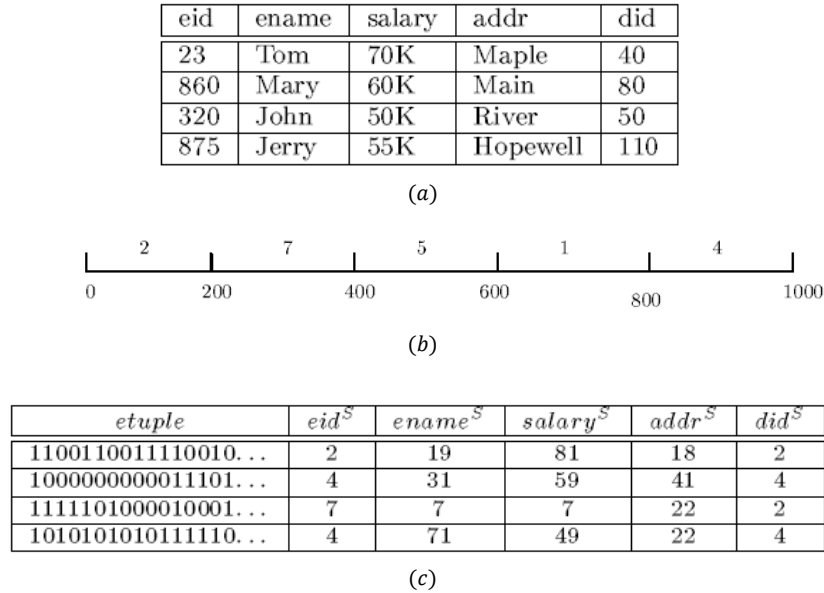 eid ename salary addr did
23 Tom 70K Maple 40
860 Mary 60K Main 80
320 John 50K River 50
875 Jerry 55K Hopewell 110
(a)
2 7 5 1 4
0 200 400 600 800 1000
(b)
etuple eid^S ename^S salary^S addr^S did^S
1100110011110010... 2 19 81 18 2
1000000000011101... 4 31 59 41 4
1111101000010001... 7 7 7 22 2
1010101010111110... 4 71 49 22 4
(c)